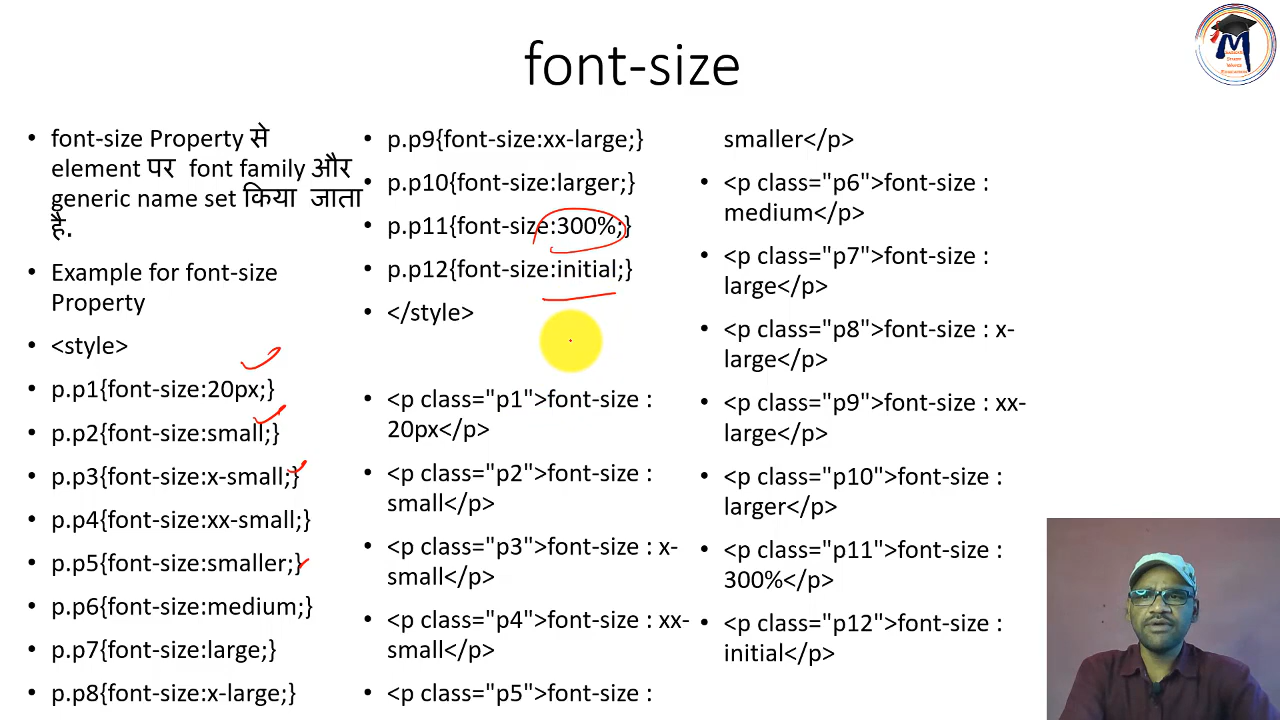 font-size
font-size Property से
element पर font family और
generic name set किया जाता
है.
Example for font-size
Property
<style>
p.p1{font-size:20px;}
p.p2{font-size:small;}
p.p3{font-size:x-small;}
p.p4{font-size:xx-small;}
p.p5{font-size:smaller;}
p.p6{font-size:medium;}
p.p7{font-size:large;}
p.p8{font-size:x-large;}
p.p9{font-size:xx-large;}
p.p10{font-size:larger;}
p.p11{font-size:300%;}
p.p12{font-size:initial;}
</style>
<p class="p1">font-size :
20px</p>
<p class="p2">font-size :
small</p>
<p class="p3">font-size : x-
small</p>
<p class="p4">font-size : xx-
small</p>
<p class="p5">font-size :
smaller</p>
<p class="p6">font-size :
medium</p>
<p class="p7">font-size :
large</p>
<p class="p8">font-size : x-
large</p>
<p class="p9">font-size : xx-
large</p>
<p class="p10">font-size :
larger</p>
<p class="p11">font-size :
300%</p>
<p class="p12">font-size :
initial</p>